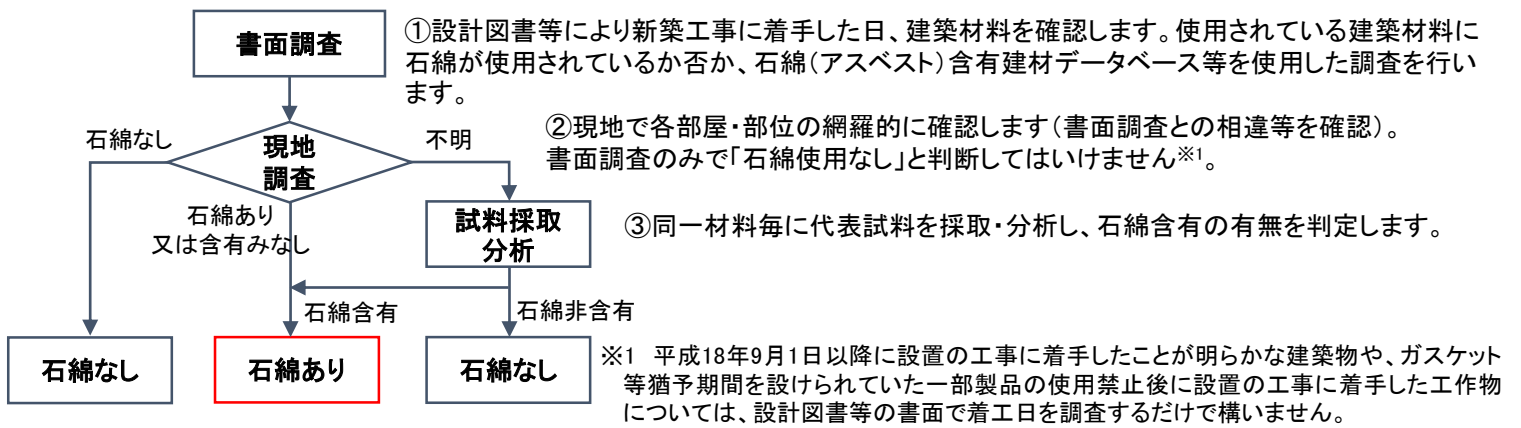 書面調査
①設計図書等により新築工事に着手した日、建築材料を確認します。使用されている建築材料に
石綿が使用されているか否か、石綿(アスベスト)含有建材データベース等を使用した調査を行い
ます。
石綿なし
現地
調査
不明
②現地で各部屋・部位の網羅的に確認します(書面調査との相違等を確認)。
書面調査のみで「石綿使用なし」と判断してはいけません※1。
石綿あり
又は含有みなし
試料採取
分析
③同一材料毎に代表試料を採取・分析し、石綿含有の有無を判定します。
石綿含有
石綿非含有
石綿なし
石綿あり
石綿なし
※1 平成18年9月1日以降に設置の工事に着手したことが明らかな建築物や、ガスケット
等猶予期間を設けられていた一部製品の使用禁止後に設置の工事に着手した工作物
については、設計図書等の書面で着工日を調査するだけで構いません。